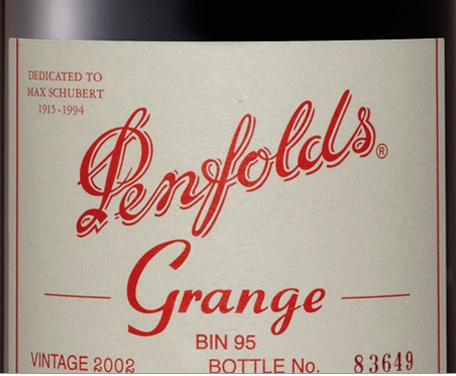 DEDICATED TO
MAX SCHUBERT
1915-1994
Penfolds®
Grange
BIN 95
VINTAGE 2002 BOTTLE No. 83649